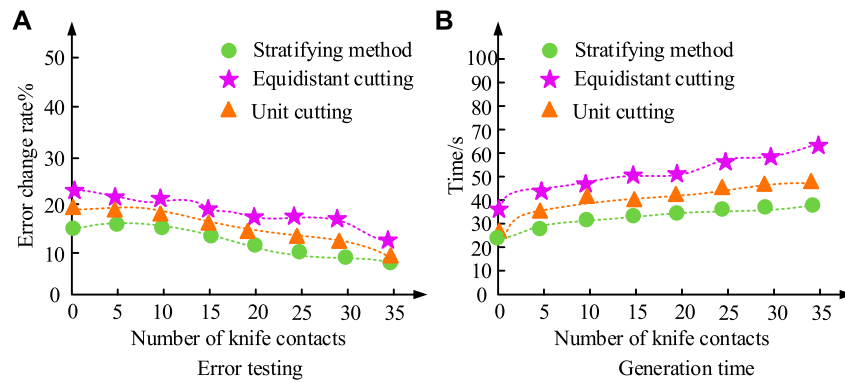 A
Error change rate%
50
40
30
20
10
0
Stratifying method
Equidistant cutting
Unit cutting
0 5 10 15 20 25 30 35
Number of knife contacts
Error testing
B
Time/s
100
80
70
60
50
40
30
20
10
0
Stratifying method
Equidistant cutting
Unit cutting
0 5 10 15 20 25 30 35
Number of knife contacts
Generation time